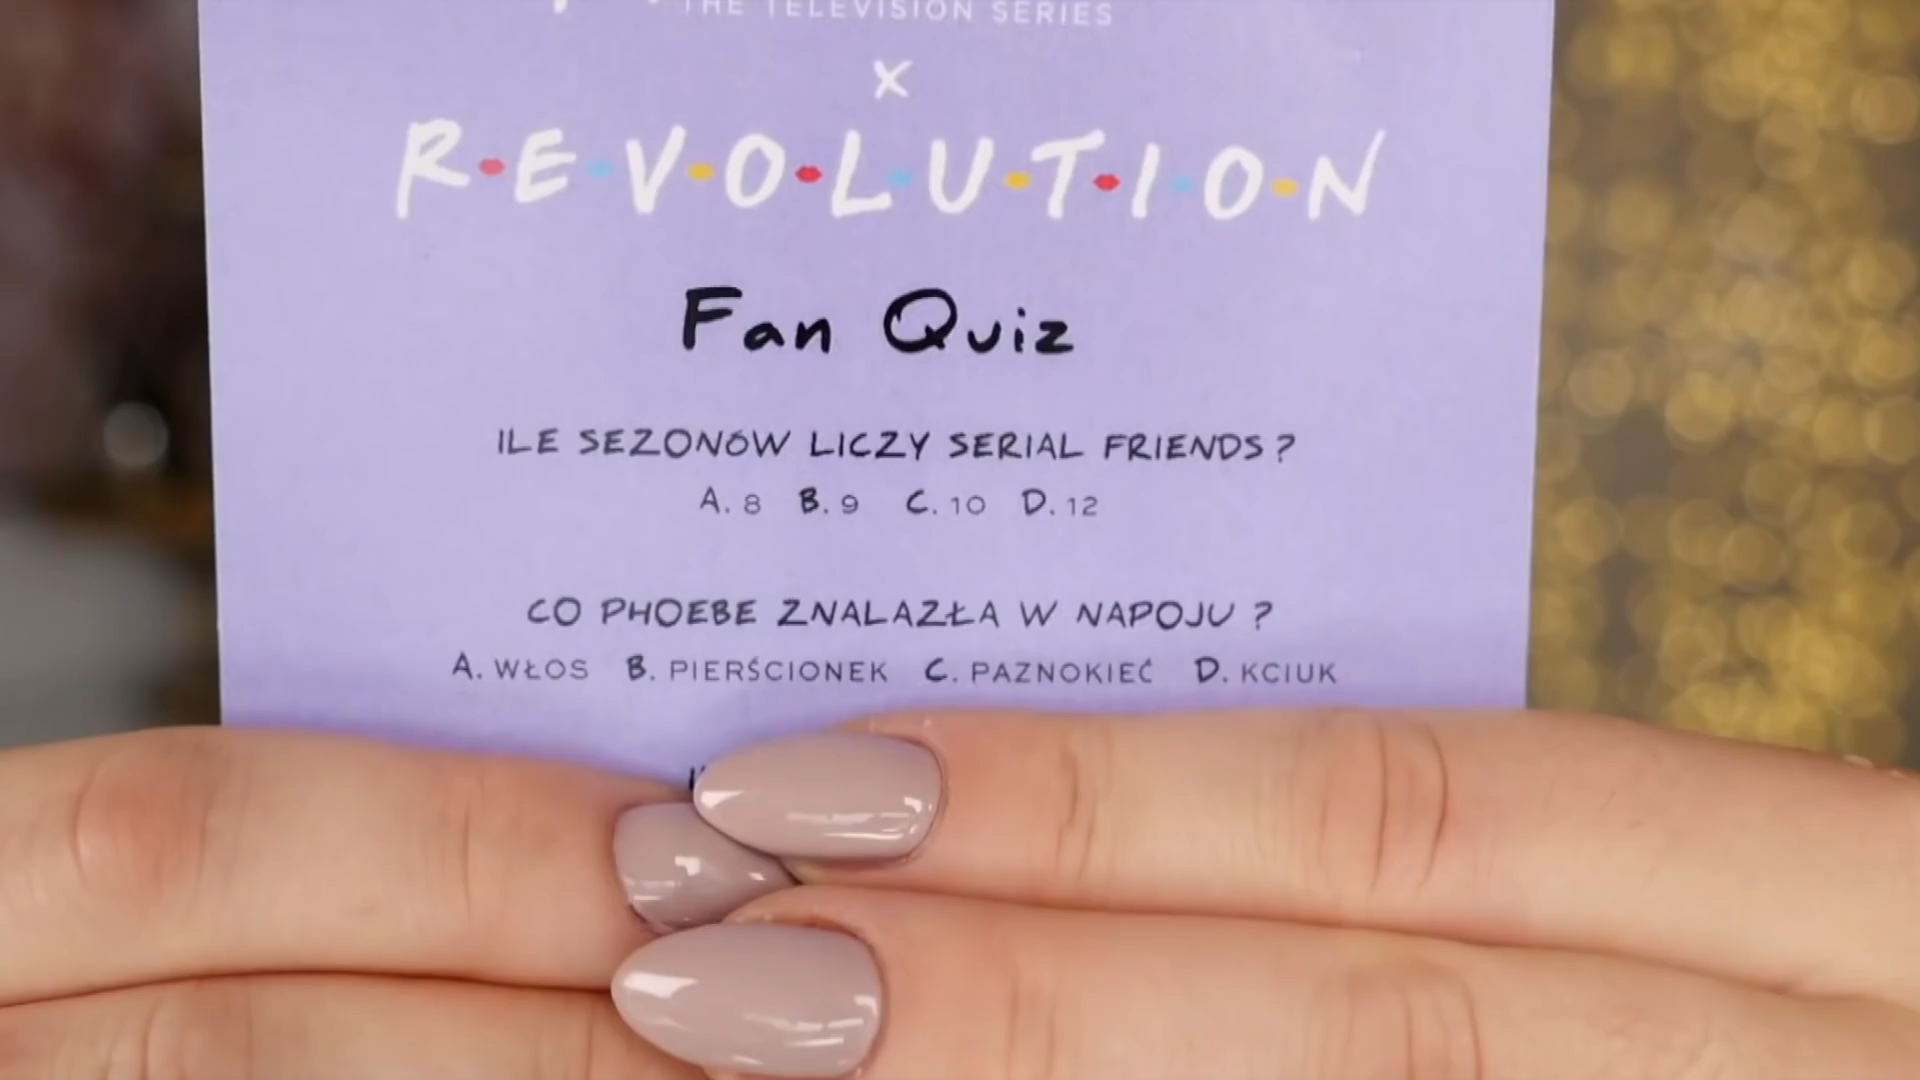 THE TELEVISION SERIES
X
R•E•V•O•L•U•T•I•O•N
Fan Quiz
ILE SEZONÓW LICZY SERIAL FRIENDS?
A. 8 B. 9 C. 10 D. 12
CO PHOEBE ZNALAZŁA W NAPOJU ?
A. WŁOS B. PIERŚCIONEK C. PAZNOKIEĆ D. KCIUK